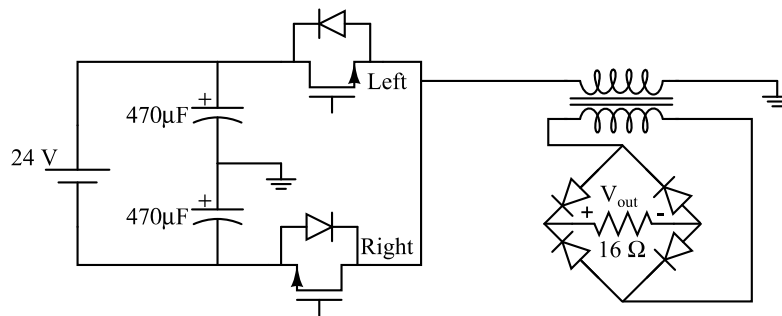 Left
+
470μF
24 V
+
470μF
Right
V_out
+ -
16 Ω